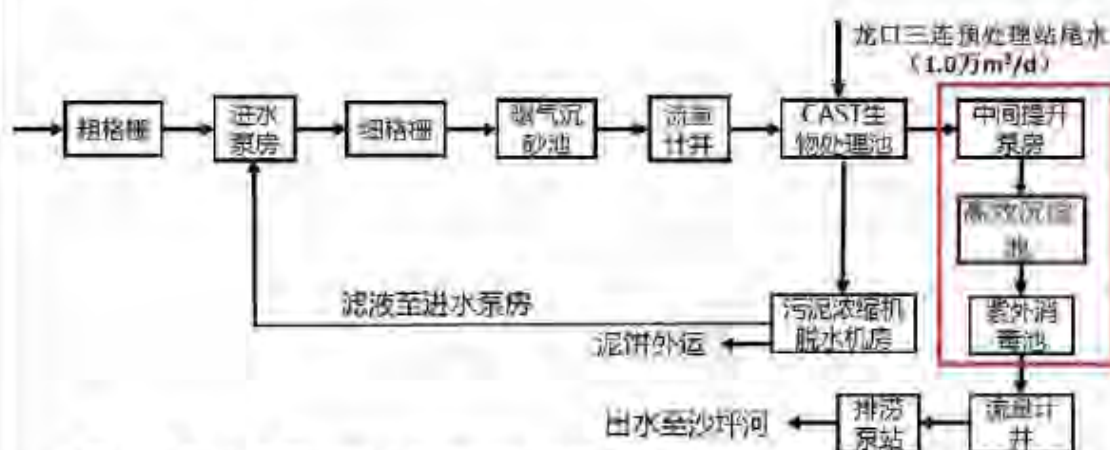 龙口三连预处理站尾水
（1.0万m³/d）
粗格栅
进水
泵房
细格栅
曝气沉
砂池
流量
计井
CAST生
物处理池
中间提升
泵房
高效沉淀
池
紫外消
毒池
滤液至进水泵房
污泥浓缩机
脱水机房
泥饼外运
出水至沙坪河
排涝
泵站
流量计
井